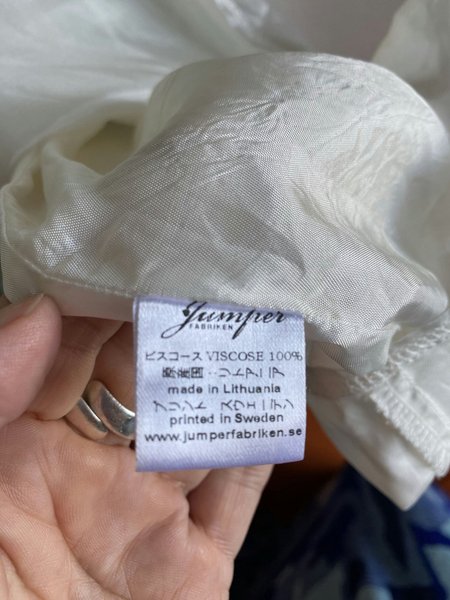 Jumper
FABRIKEN
ビスコース VISCOSE 100%
made in Lithuania
printed in Sweden
www.jumperfabriken.se